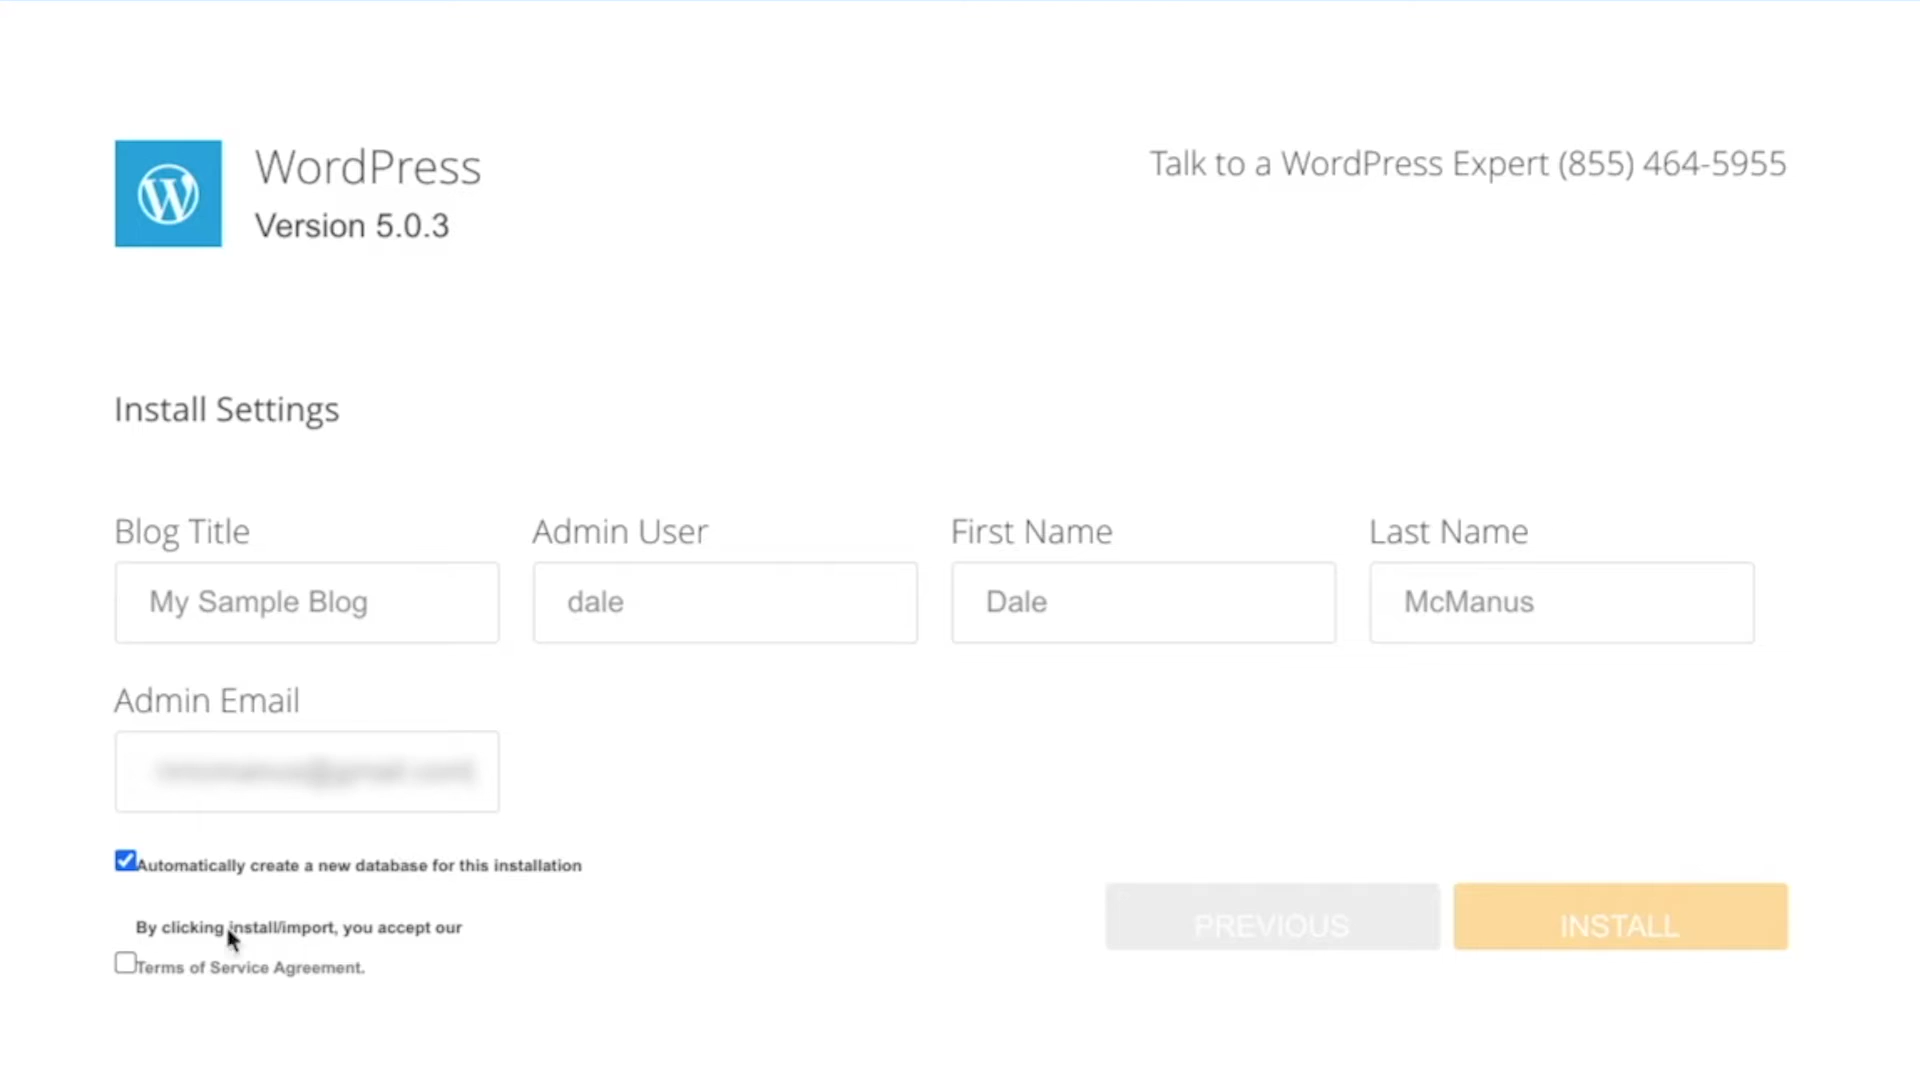 WordPress
Version 5.0.3
Talk to a WordPress Expert (855) 464-5955
Install Settings
Blog Title
My Sample Blog
Admin User
dale
First Name
Dale
Last Name
McManus
Admin Email
Automatically create a new database for this installation
By clicking install/import, you accept our
Terms of Service Agreement.
PREVIOUS
INSTALL